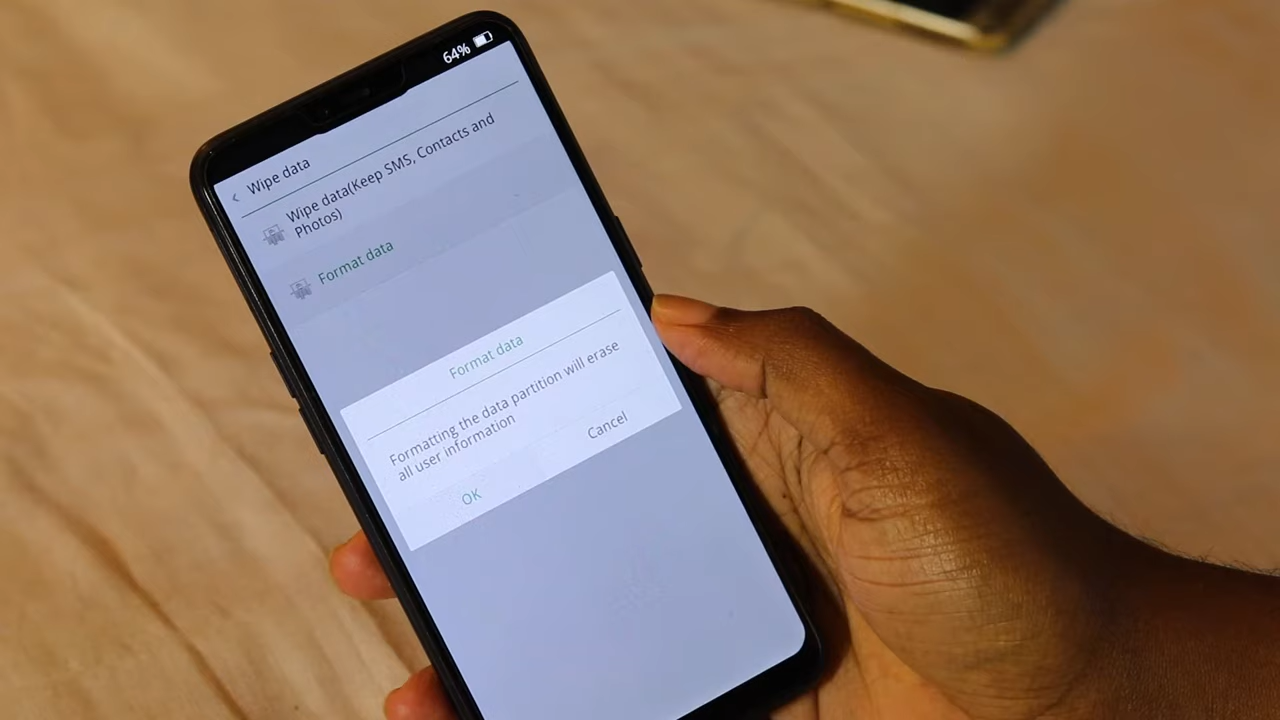 64%
Wipe data
Wipe data(Keep SMS, Contacts and
Photos)
Format data
Format data
Formatting the data partition will erase
all user information
OK
Cancel